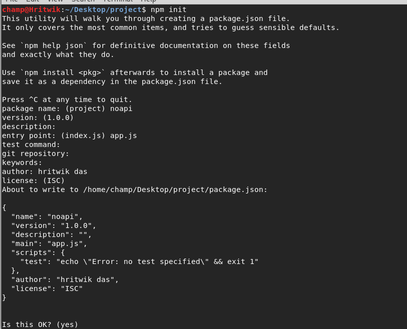 champ@Hritwik:~/Desktop/project$ npm init
This utility will walk you through creating a package.json file.
It only covers the most common items, and tries to guess sensible defaults.
See `npm help json` for definitive documentation on these fields
and exactly what they do.
Use `npm install <pkg>` afterwards to install a package and
save it as a dependency in the package.json file.
Press ^C at any time to quit.
package name: (project) noapi
version: (1.0.0)
description:
entry point: (index.js) app.js
test command:
git repository:
keywords:
author: hritwik das
license: (ISC)
About to write to /home/champ/Desktop/project/package.json:
{
  "name": "noapi",
  "version": "1.0.0",
  "description": "",
  "main": "app.js",
  "scripts": {
    "test": "echo \"Error: no test specified\" && exit 1"
  },
  "author": "hritwik das",
  "license": "ISC"
}
Is this OK? (yes)